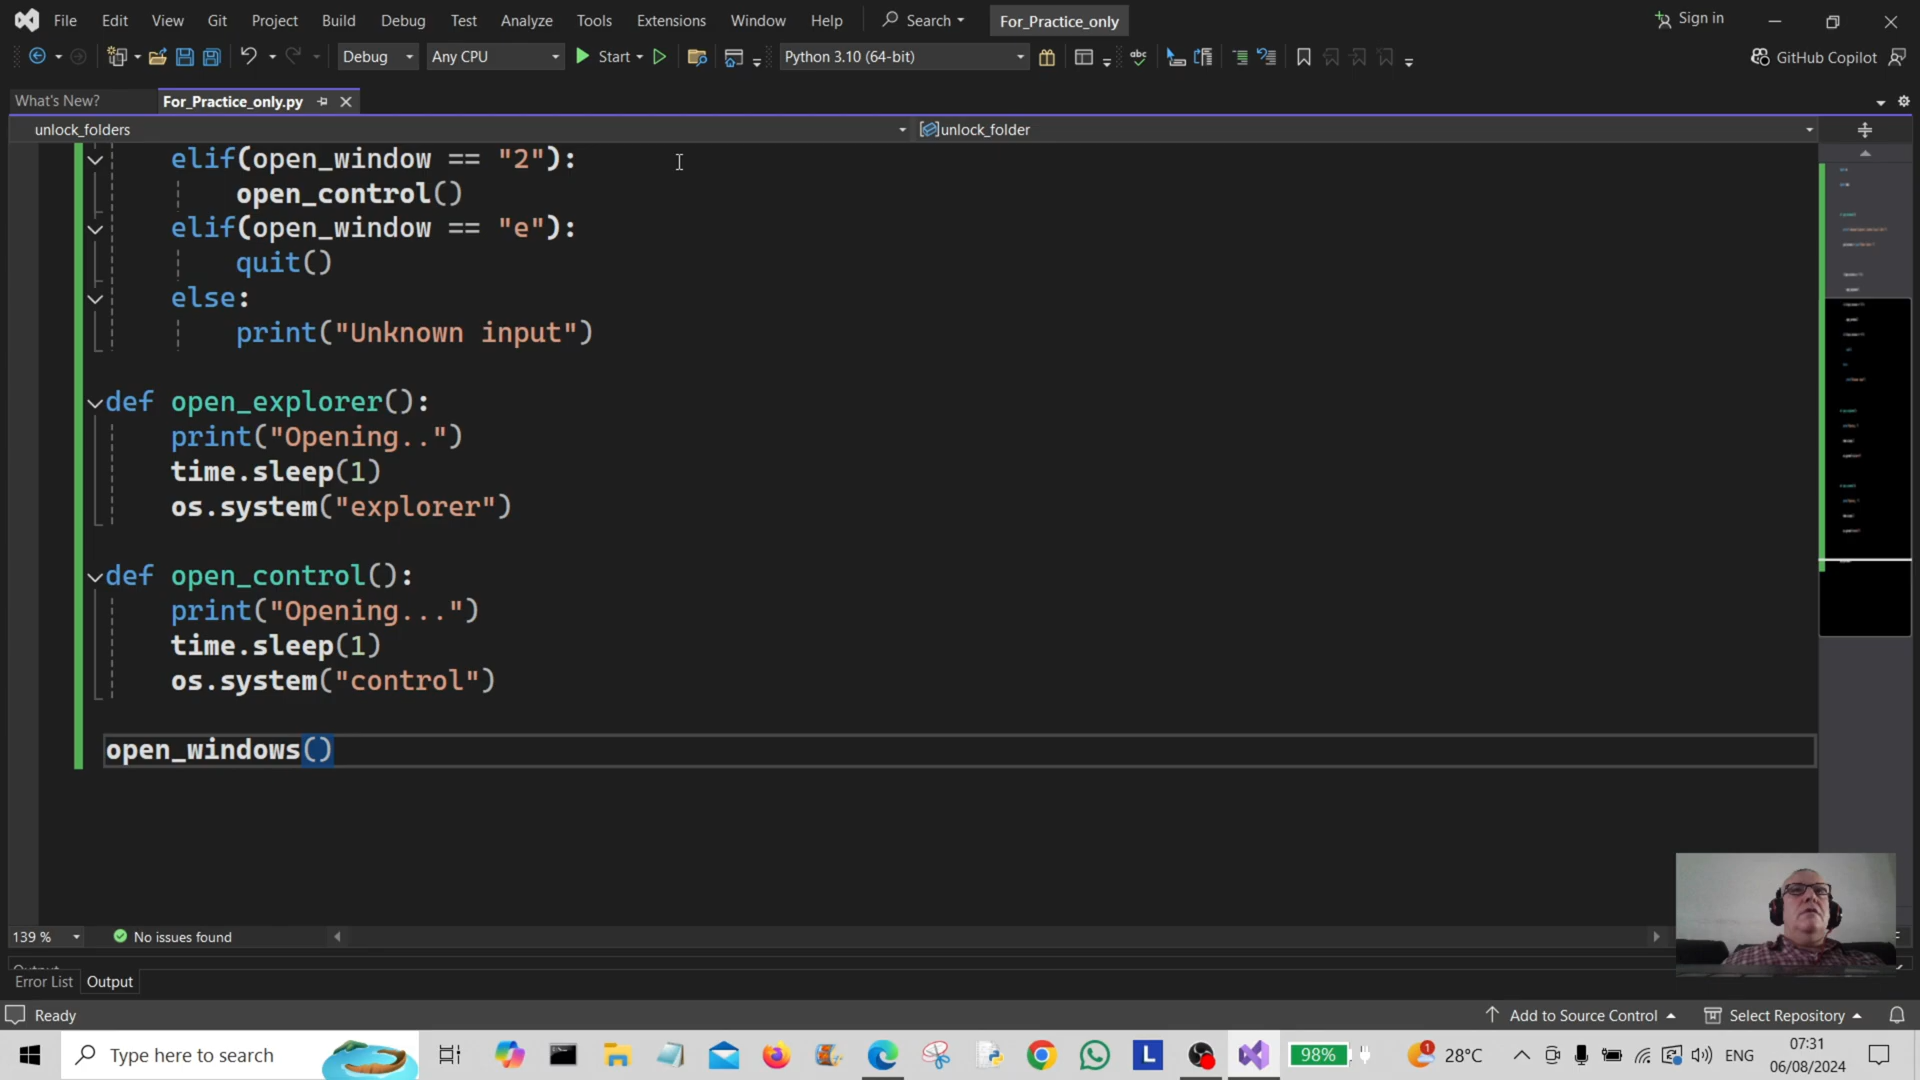 File Edit View Git Project Build Debug Test Analyze Tools Extensions Window Help Search For_Practice_only Sign in
Debug Any CPU Start Python 3.10 (64-bit) GitHub Copilot
What's New? For_Practice_only.py
unlock_folders unlock_folder
elif(open_window == "2"):
open_control()
elif(open_window == "e"):
quit()
else:
print("Unknown input")
def open_explorer():
print("Opening..")
time.sleep(1)
os.system("explorer")
def open_control():
print("Opening...")
time.sleep(1)
os.system("control")
open_windows()
139 % No issues found
Error List Output
Ready Add to Source Control Select Repository
Type here to search 98% 28°C ENG 07:31
06/08/2024